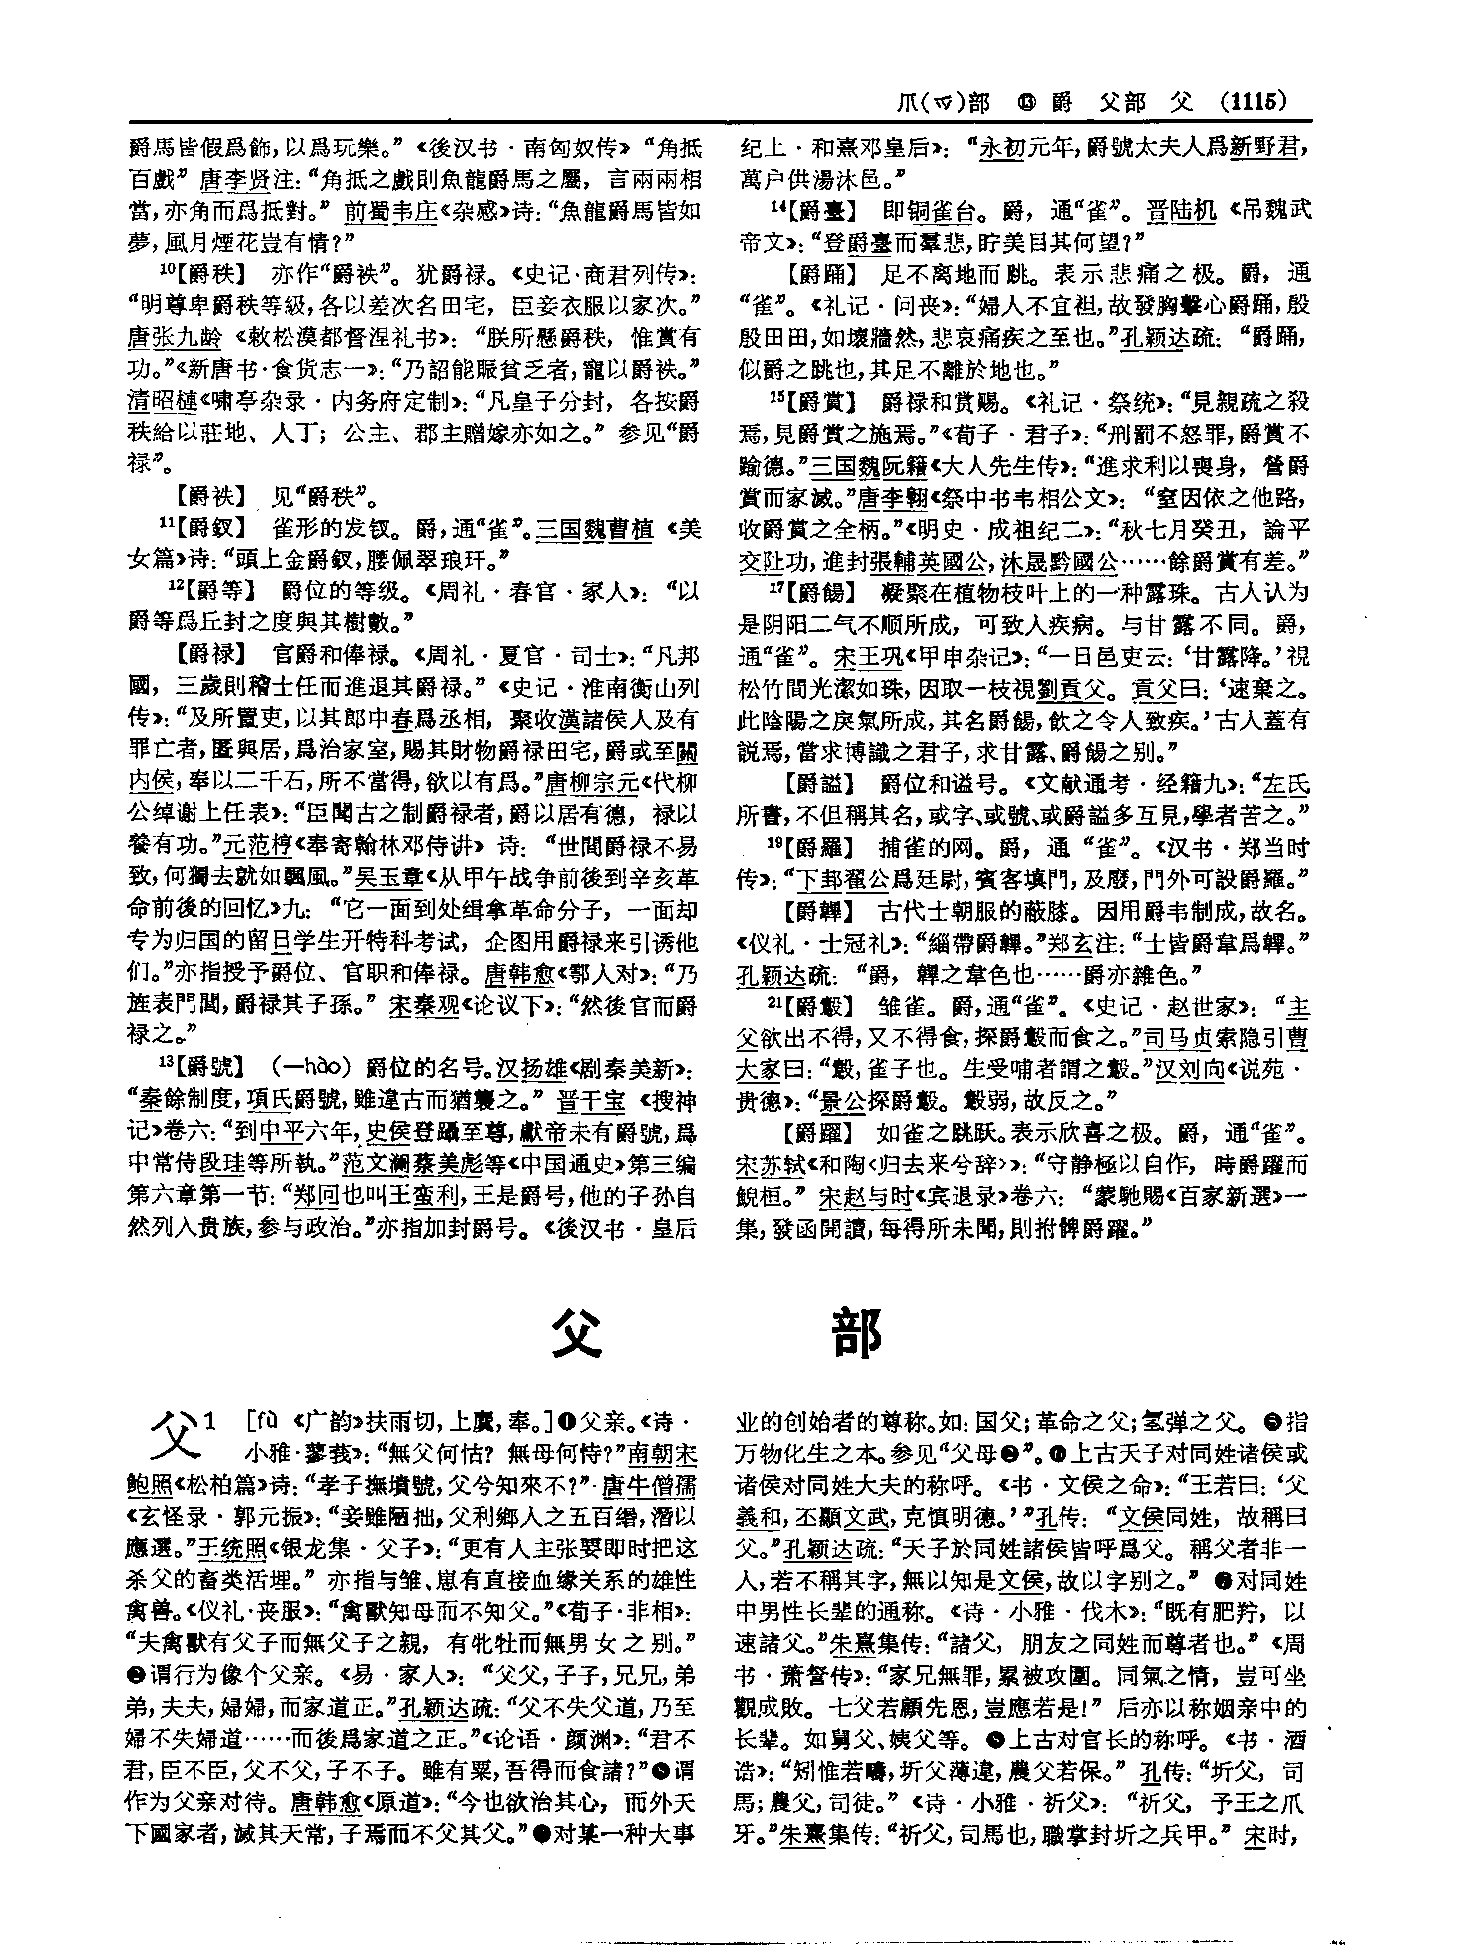 爪(爫)部 ⓭ 爵 父部 父 (1115)
爵馬皆假爲飾，以爲玩樂。”《後汉书·南匈奴传》“角抵
百戲”唐李贤注：“角抵之戲則魚龍爵馬之屬，言兩兩相
當，亦角而爲抵對。”前蜀韦庄《杂感》诗：“魚龍爵馬皆如
夢，風月煙花豈有情？”
¹⁰【爵秩】 亦作“爵袟”。犹爵禄。《史记·商君列传》：
“明尊卑爵秩等級，各以差次名田宅，臣妾衣服以家次。”
唐张九龄《敕松漠都督涅礼书》：“朕所懸爵秩，惟賞有
功。”《新唐书·食货志一》：“乃詔能賑貧乏者，寵以爵袟。”
清昭梿《啸亭杂录·内务府定制》：“凡皇子分封，各按爵
秩給以莊地、人丁；公主、郡主贈嫁亦如之。”参见“爵
禄”。
【爵袟】 见“爵秩”。
¹¹【爵釵】 雀形的发钗。爵，通“雀”。三国魏曹植《美
女篇》诗：“頭上金爵釵，腰佩翠琅玕。”
¹²【爵等】 爵位的等级。《周礼·春官·冢人》：“以
爵等爲丘封之度與其樹數。”
【爵禄】 官爵和俸禄。《周礼·夏官·司士》：“凡邦
國，三歲則稽士任而進退其爵禄。”《史记·淮南衡山列
传》：“及所置吏，以其郎中春爲丞相，聚收漢諸侯人及有
罪亡者，匿與居，爲治家室，賜其財物爵禄田宅，爵或至關
内侯，奉以二千石，所不當得，欲以有爲。”唐柳宗元《代柳
公绰谢上任表》：“臣聞古之制爵禄者，爵以居有德，禄以
養有功。”元范梈《奉寄翰林邓侍讲》诗：“世間爵禄不易
致，何獨去就如飄風。”吴玉章《从甲午战争前後到辛亥革
命前後的回忆》九：“它一面到处缉拿革命分子，一面却
专为归国的留日学生开特科考试，企图用爵禄来引诱他
们。”亦指授予爵位、官职和俸禄。唐韩愈《鄠人对》：“乃
旌表門閭，爵禄其子孫。”宋秦观《论议下》：“然後官而爵
禄之。”
¹³【爵號】 （—hào）爵位的名号。汉扬雄《剧秦美新》：
“秦餘制度，項氏爵號，雖違古而猶襲之。”晋干宝《搜神
记》卷六：“到中平六年，史侯登躡至尊，獻帝未有爵號，爲
中常侍段珪等所執。”范文澜蔡美彪等《中国通史》第三编
第六章第一节：“郑回也叫王蛮利，王是爵号，他的子孙自
然列入贵族，参与政治。”亦指加封爵号。《後汉书·皇后
纪上·和熹邓皇后》：“永初元年，爵號太夫人爲新野君，
萬户供湯沐邑。”
¹⁴【爵臺】 即铜雀台。爵，通“雀”。晋陆机《吊魏武
帝文》：“登爵臺而羣悲，眝美目其何望？”
【爵踊】 足不离地而跳。表示悲痛之极。爵，通
“雀”。《礼记·问丧》：“婦人不宜袒，故發胸擊心爵踊，殷
殷田田，如壞牆然，悲哀痛疾之至也。”孔颖达疏：“爵踊，
似爵之跳也，其足不離於地也。”
¹⁵【爵賞】 爵禄和赏赐。《礼记·祭统》：“見親疏之殺
焉，見爵賞之施焉。”《荀子·君子》：“刑罰不怒罪，爵賞不
踰德。”三国魏阮籍《大人先生传》：“進求利以喪身，營爵
賞而家滅。”唐李翱《祭中书韦相公文》：“窒因依之他路，
收爵賞之全柄。”《明史·成祖纪二》：“秋七月癸丑，論平
交阯功，進封張輔英國公，沐晟黔國公……餘爵賞有差。”
¹⁷【爵餳】 凝聚在植物枝叶上的一种露珠。古人认为
是阴阳二气不顺所成，可致人疾病。与甘露不同。爵，
通“雀”。宋王巩《甲申杂记》：“一日邑吏云：‘甘露降。’視
松竹間光潔如珠，因取一枝視劉貢父。貢父曰：‘速棄之。
此陰陽之戾氣所成，其名爵餳，飲之令人致疾。’古人蓋有
説焉，當求博識之君子，求甘露、爵餳之别。”
【爵謚】 爵位和谥号。《文献通考·经籍九》：“左氏
所書，不但稱其名，或字、或號、或爵謚多互見，學者苦之。”
¹⁹【爵羅】 捕雀的网。爵，通“雀”。《汉书·郑当时
传》：“下邽翟公爲廷尉，賓客填門，及廢，門外可設爵羅。”
【爵韠】 古代士朝服的蔽膝。因用爵韦制成，故名。
《仪礼·士冠礼》：“緇帶爵韠。”郑玄注：“士皆爵韋爲韠。”
孔颖达疏：“爵，韠之韋色也……爵亦雜色。”
²¹【爵鷇】 雏雀。爵，通“雀”。《史记·赵世家》：“主
父欲出不得，又不得食，探爵鷇而食之。”司马贞索隐引曹
大家曰：“鷇，雀子也。生受哺者謂之鷇。”汉刘向《说苑·
贵德》：“景公探爵鷇。鷇弱，故反之。”
【爵躍】 如雀之跳跃。表示欣喜之极。爵，通“雀”。
宋苏轼《和陶〈归去来兮辞〉》：“守静極以自作，時爵躍而
鯢桓。”宋赵与时《宾退录》卷六：“蒙馳賜《百家新選》一
集，發函開讀，每得所未聞，則拊髀爵躍。”
父 部
父1 [fù 《广韵》扶雨切，上麌，奉。]❶父亲。《诗·
小雅·蓼莪》：“無父何怙？無母何恃？”南朝宋
鲍照《松柏篇》诗：“孝子撫墳號，父兮知來不？”唐牛僧孺
《玄怪录·郭元振》：“妾雖陋拙，父利鄉人之五百缗，潛以
應選。”王统照《银龙集·父子》：“更有人主张要即时把这
杀父的畜类活埋。”亦指与雏、崽有直接血缘关系的雄性
禽兽。《仪礼·丧服》：“禽獸知母而不知父。”《荀子·非相》：
“夫禽獸有父子而無父子之親，有牝牡而無男女之别。”
❷谓行为像个父亲。《易·家人》：“父父，子子，兄兄，弟
弟，夫夫，婦婦，而家道正。”孔颖达疏：“父不失父道，乃至
婦不失婦道……而後爲家道之正。”《论语·颜渊》：“君不
君，臣不臣，父不父，子不子。雖有粟，吾得而食諸？”❸谓
作为父亲对待。唐韩愈《原道》：“今也欲治其心，而外天
下國家者，滅其天常，子焉而不父其父。”❹对某一种大事
业的创始者的尊称。如：国父；革命之父；氢弹之父。❺指
万物化生之本。参见“父母❷”。❻上古天子对同姓诸侯或
诸侯对同姓大夫的称呼。《书·文侯之命》：“王若曰：‘父
義和，丕顯文武，克慎明德。’”孔传：“文侯同姓，故稱曰
父。”孔颖达疏：“天子於同姓諸侯皆呼爲父。稱父者非一
人，若不稱其字，無以知是文侯，故以字别之。”❼对同姓
中男性长辈的通称。《诗·小雅·伐木》：“既有肥羜，以
速諸父。”朱熹集传：“諸父，朋友之同姓而尊者也。”《周
书·萧詧传》：“家兄無罪，累被攻圍。同氣之情，豈可坐
觀成敗。七父若顧先恩，豈應若是！”后亦以称姻亲中的
长辈。如舅父、姨父等。❽上古对官长的称呼。《书·酒
诰》：“矧惟若疇，圻父薄違，農父若保。”孔传：“圻父，司
馬；農父，司徒。”《诗·小雅·祈父》：“祈父，予王之爪
牙。”朱熹集传：“祈父，司馬也，職掌封圻之兵甲。”宋时，